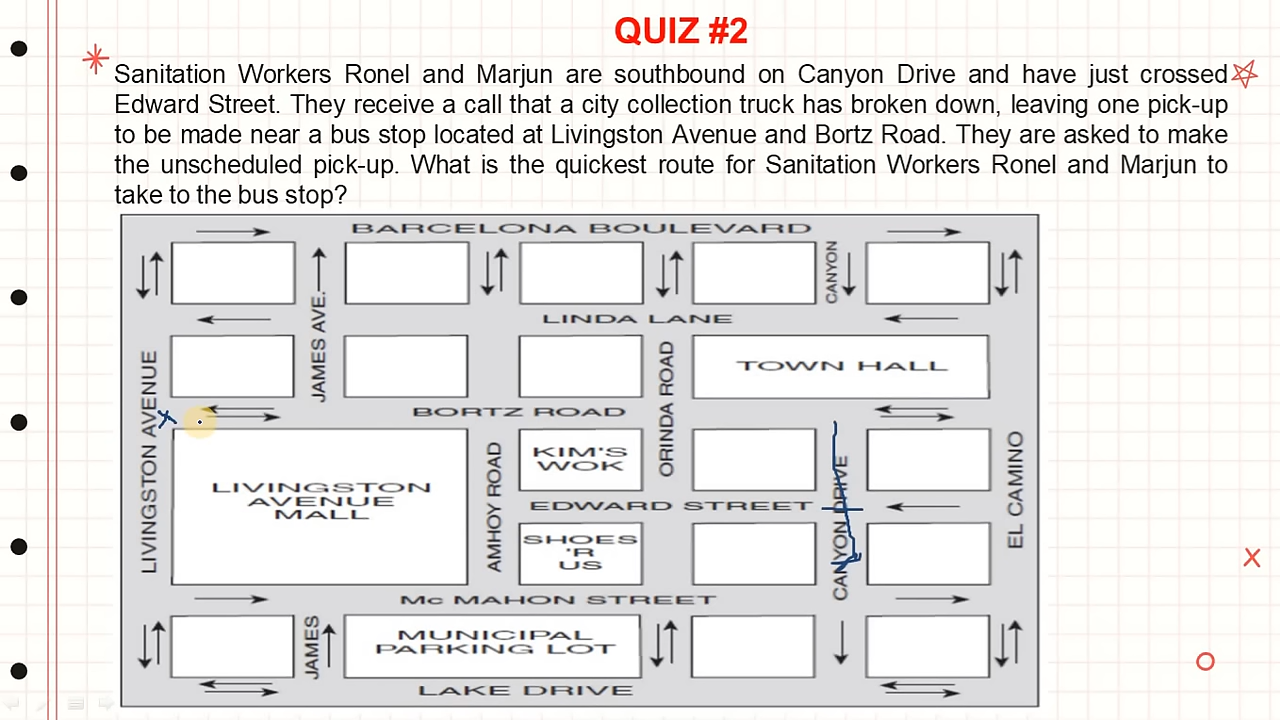 QUIZ #2
Sanitation Workers Ronel and Marjun are southbound on Canyon Drive and have just crossed
Edward Street. They receive a call that a city collection truck has broken down, leaving one pick-up
to be made near a bus stop located at Livingston Avenue and Bortz Road. They are asked to make
the unscheduled pick-up. What is the quickest route for Sanitation Workers Ronel and Marjun to
take to the bus stop?
BARCELONA BOULEVARD
CANYON
LINDA LANE
JAMES AVE.
TOWN HALL
LIVINGSTON AVENUE
BORTZ ROAD
ORINDA ROAD
KIM'S
WOK
LIVINGSTON
AVENUE
MALL
AMHOY ROAD
EDWARD STREET
CANYON DRIVE
EL CAMINO
SHOES
'R
US
Mc MAHON STREET
JAMES
MUNICIPAL
PARKING LOT
LAKE DRIVE